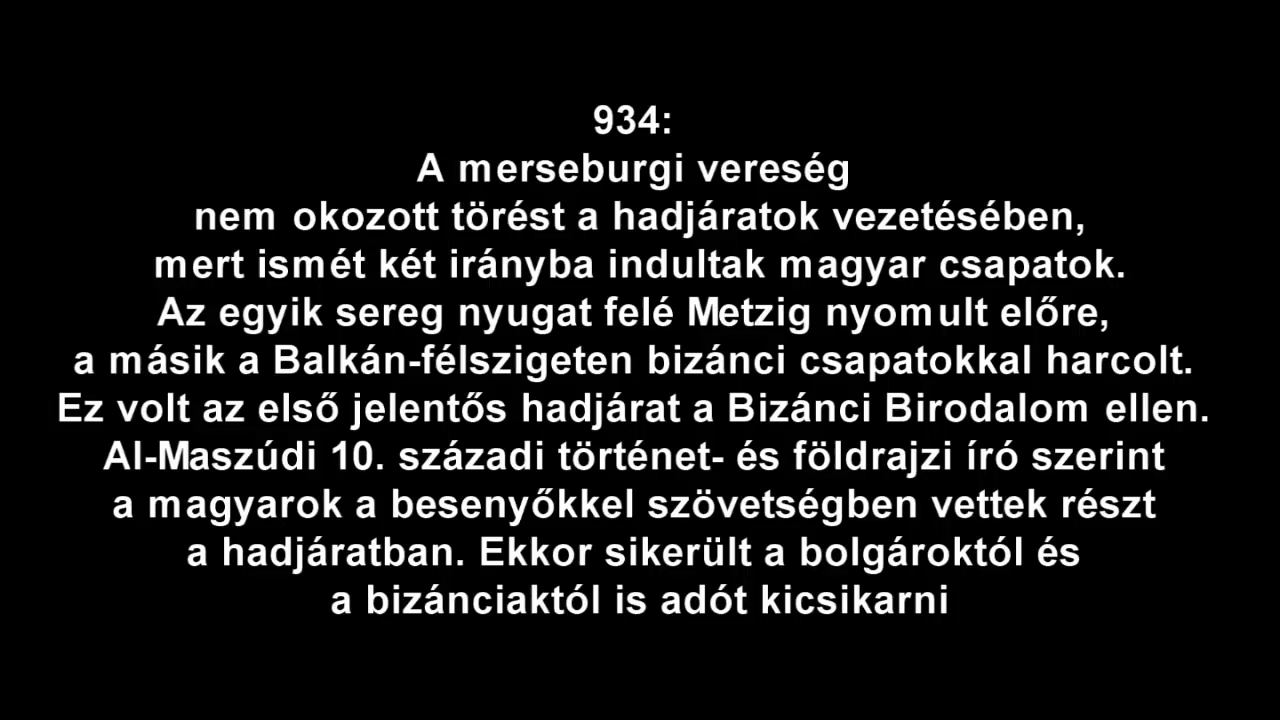 934:
A merseburgi vereség
nem okozott törést a hadjáratok vezetésében,
mert ismét két irányba indultak magyar csapatok.
Az egyik sereg nyugat felé Metzig nyomult előre,
a másik a Balkán-félszigeten bizánci csapatokkal harcolt.
Ez volt az első jelentős hadjárat a Bizánci Birodalom ellen.
Al-Maszúdi 10. századi történet- és földrajzi író szerint
a magyarok a besenyőkkel szövetségben vettek részt
a hadjáratban. Ekkor sikerült a bolgároktól és
a bizánciaktól is adót kicsikarni